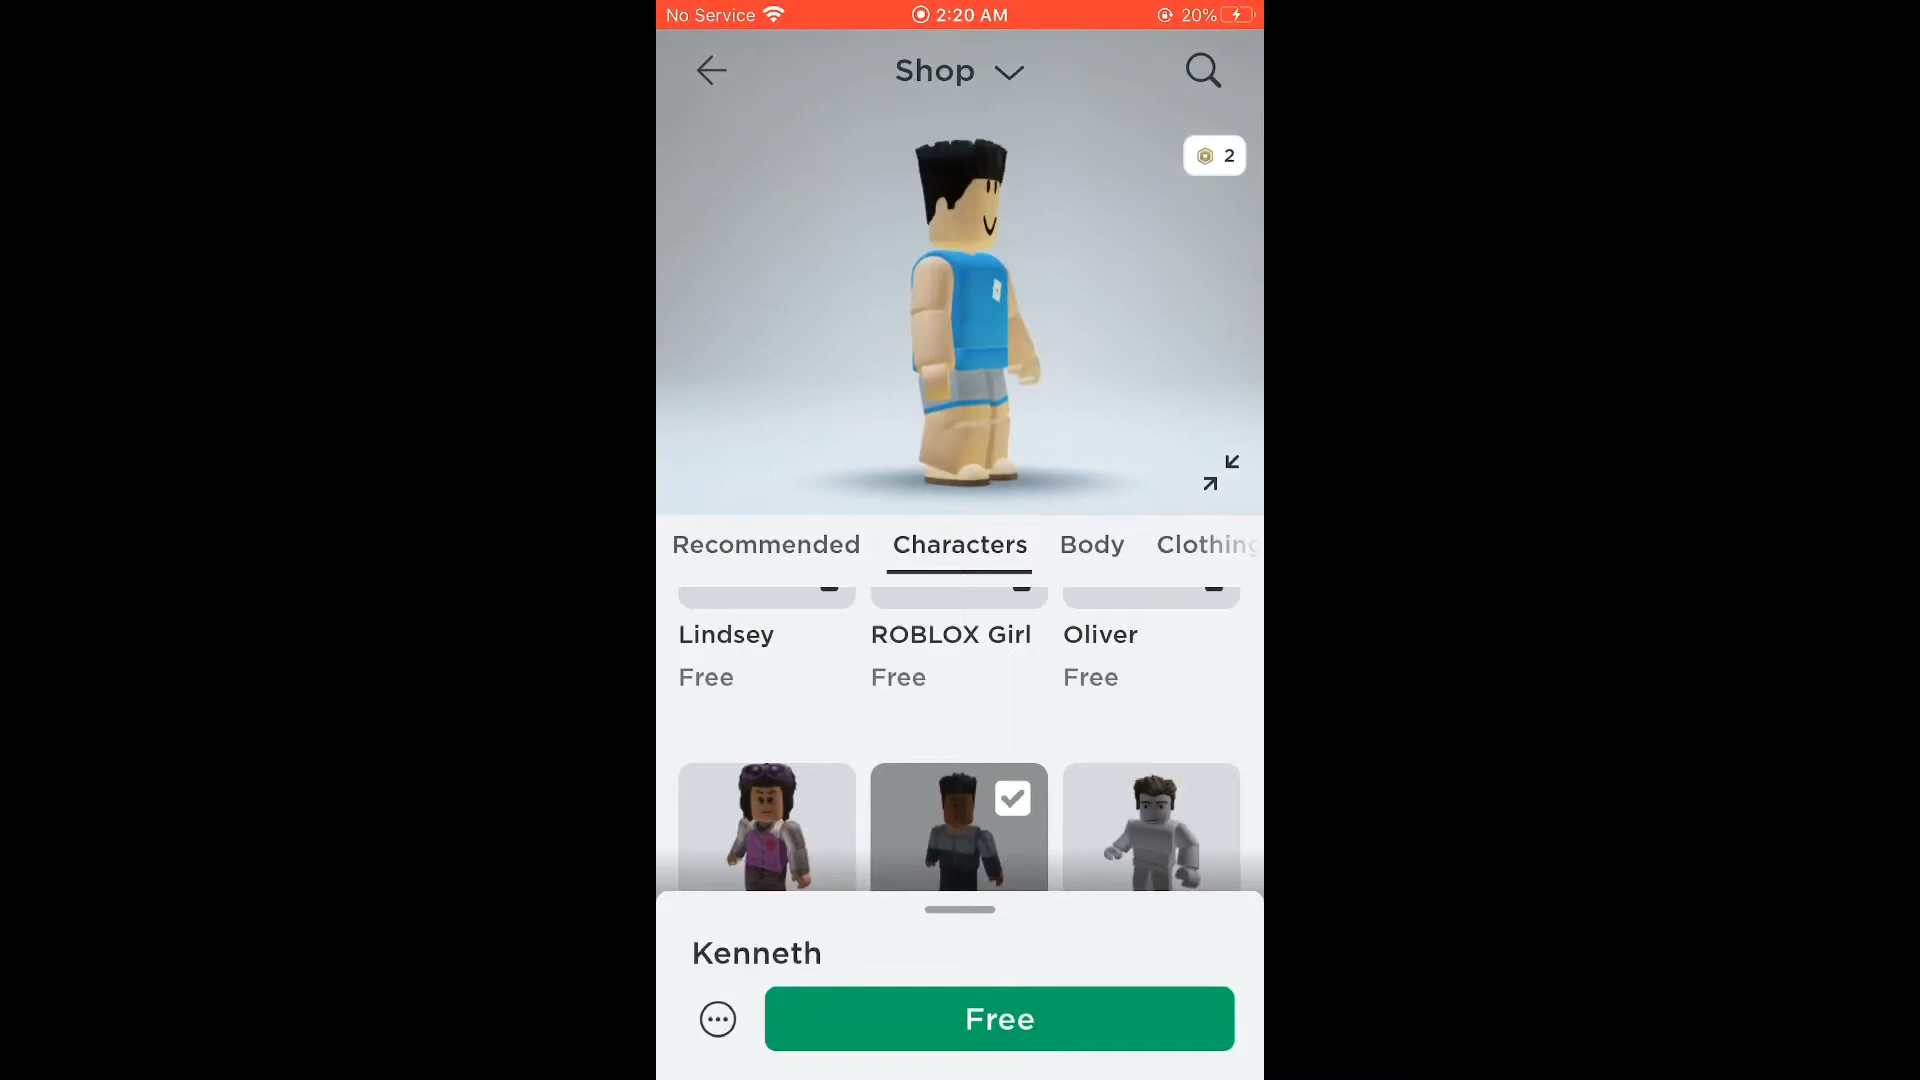 No Service 2:20 AM 20%
Shop
2
Recommended Characters Body Clothing
Lindsey ROBLOX Girl Oliver
Free Free Free
Kenneth
Free